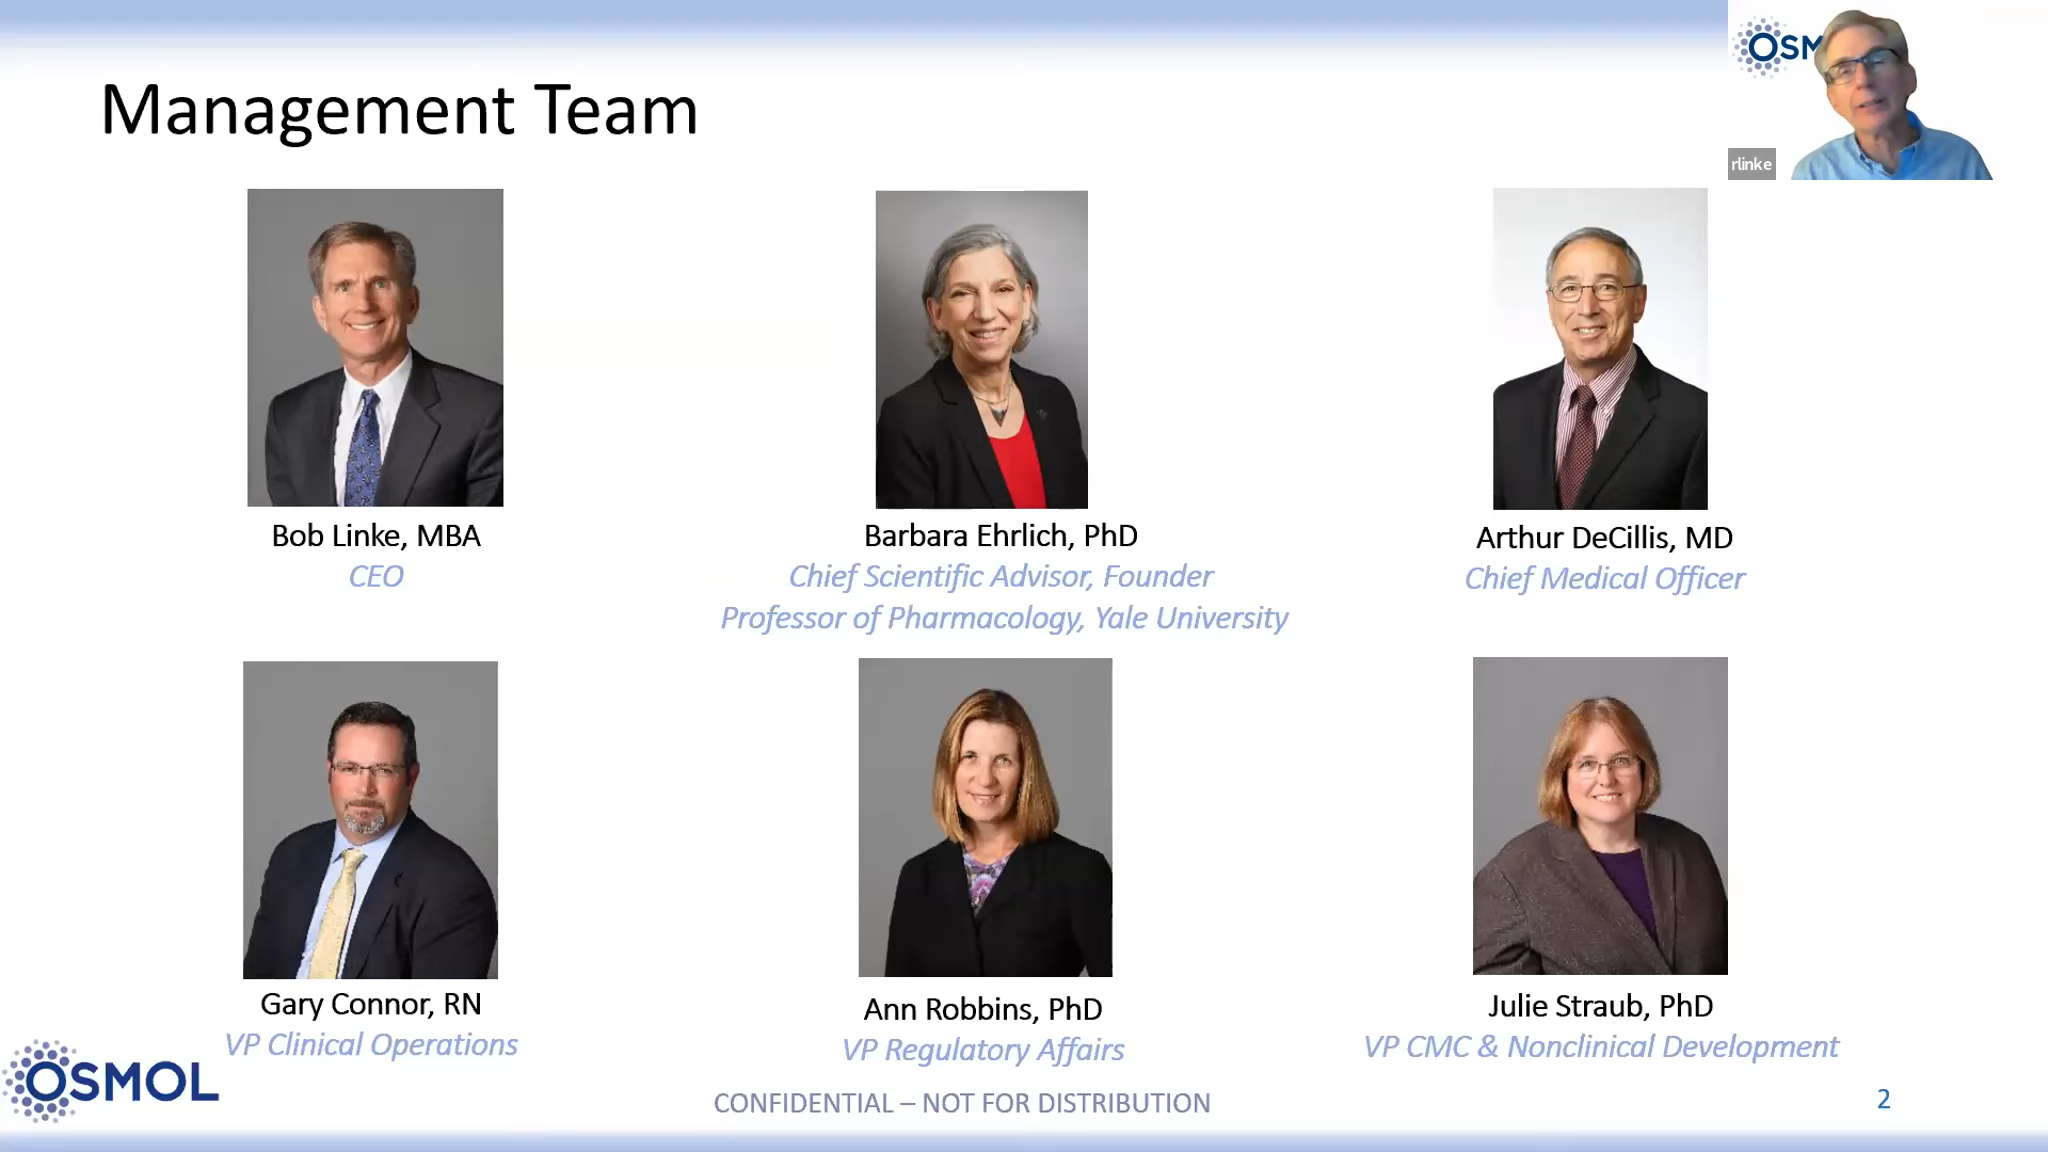 Management Team
OSM
rlinke
Bob Linke, MBA
CEO
Barbara Ehrlich, PhD
Chief Scientific Advisor, Founder
Professor of Pharmacology, Yale University
Arthur DeCillis, MD
Chief Medical Officer
Gary Connor, RN
VP Clinical Operations
Ann Robbins, PhD
VP Regulatory Affairs
Julie Straub, PhD
VP CMC & Nonclinical Development
OSMOL
CONFIDENTIAL – NOT FOR DISTRIBUTION
2